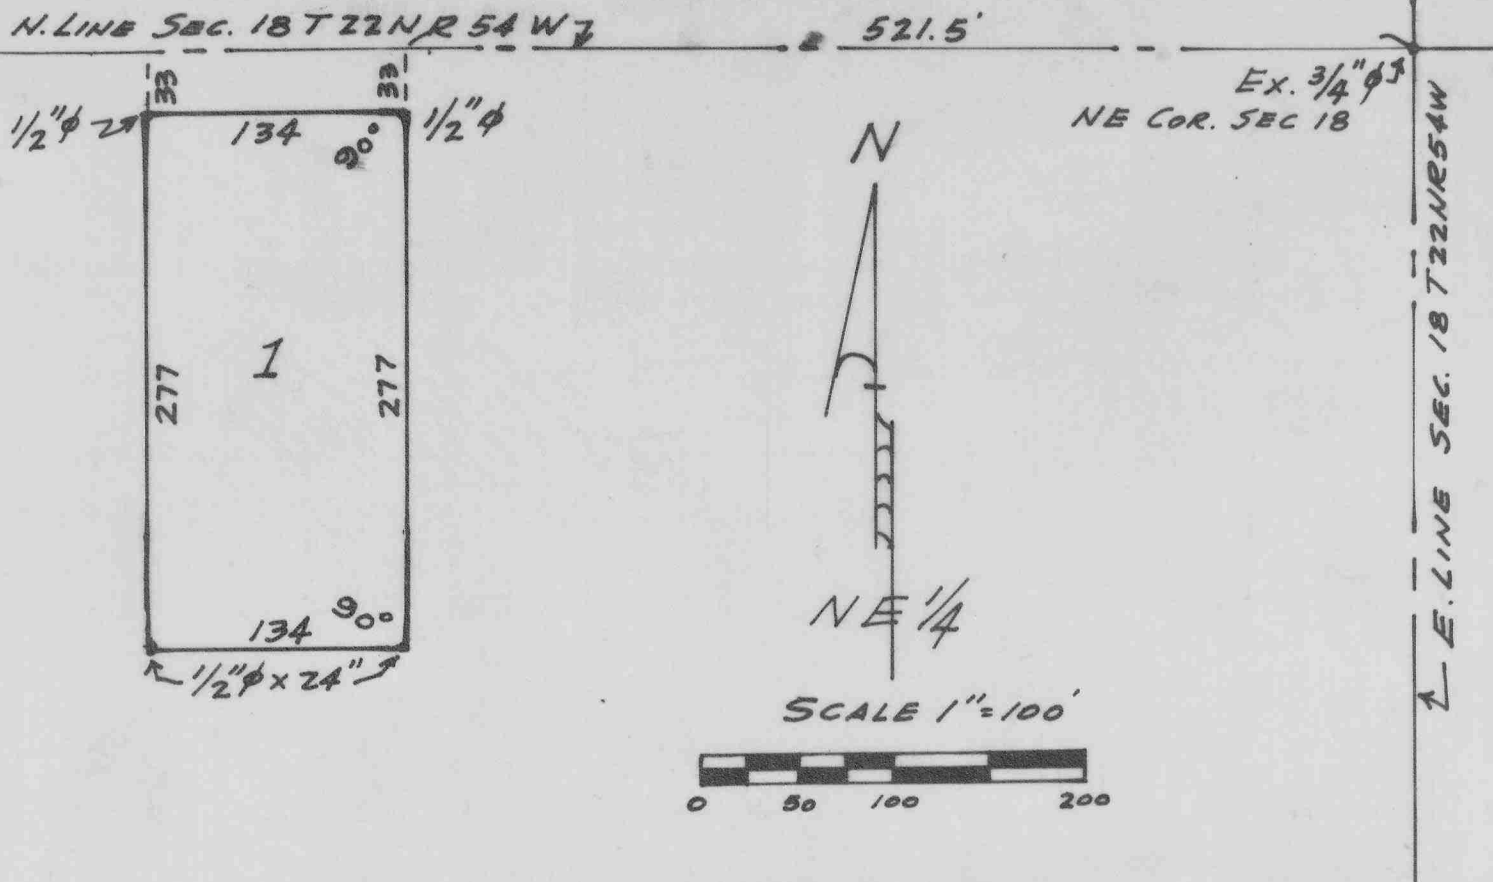 N. LINE SEC. 18 T 22 N R 54 W
521.5'
33
33
Ex. 3/4"φ
NE COR. SEC 18
1/2"φ
134
1/2"φ
90°
N
1
277
277
E. LINE SEC. 18 T22NR54W
90°
134
1/2"φ x 24"
NE 1/4
SCALE 1"=100'
0 50 100 200